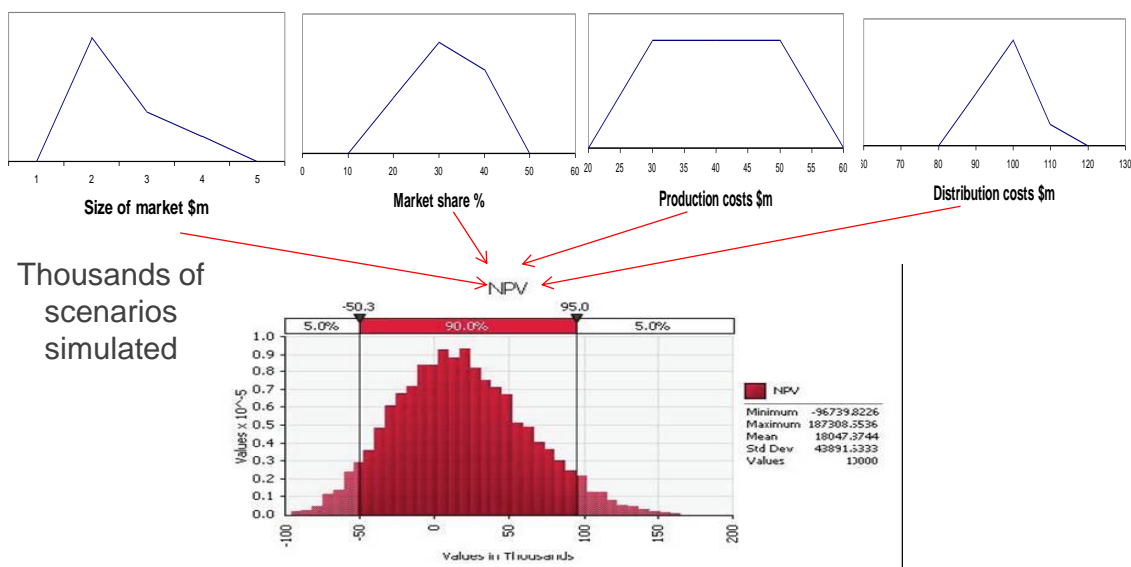 1 2 3 4 5
Size of market $m
0 10 20 30 40 50 60
Market share %
20 25 30 35 40 45 50 55 60
Production costs $m
60 70 80 90 100 110 120 130
Distribution costs $m
Thousands of
scenarios
simulated
NPV
-50.3 95.0
5.0% 90.0% 5.0%
1.0
0.9
0.8
0.7
0.6
0.5
0.4
0.3
0.2
0.1
0.0
Values x 10^-5
-100 -50 0 50 100 150 200
Values in Thousands
NPV
Minimum -96739.8226
Maximum 187308.5536
Mean 18047.3744
Std Dev 43891.5333
Values 10000